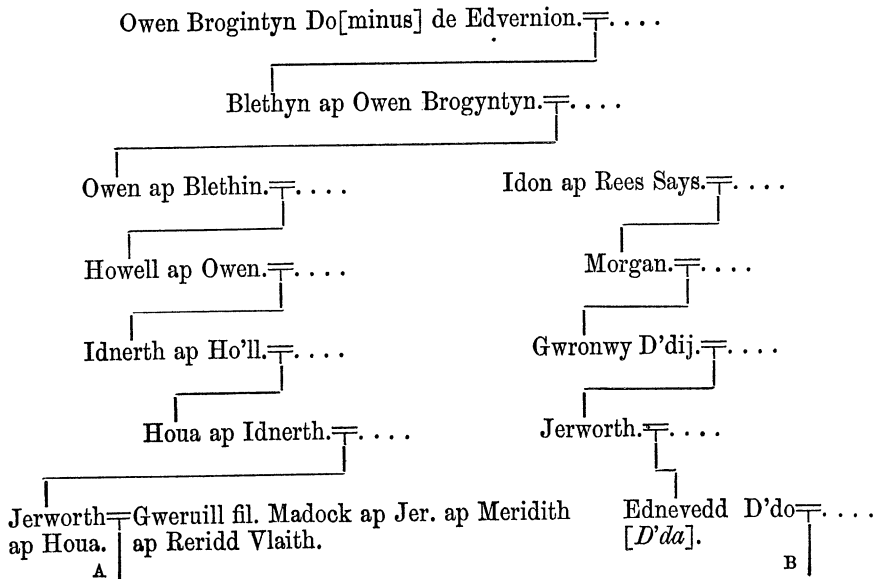 Owen Brogintyn Do[minus] de Edvernion.╤. . . .
Blethyn ap Owen Brogyntyn.╤. . . .
Owen ap Blethin.╤. . . .
Idon ap Rees Says.╤. . . .
Howell ap Owen.╤. . . .
Morgan.╤. . . .
Idnerth ap Ho'll.╤. . . .
Gwronwy D'dij.╤. . . .
Houa ap Idnerth.╤. . . .
Jerworth.╤. . . .
Jerworth╤Gweruill fil. Madock ap Jer. ap Meridith
ap Houa.
ap Reridd Vlaith.
A
Ednevedd D'do╤. . . .
[D'da].
B